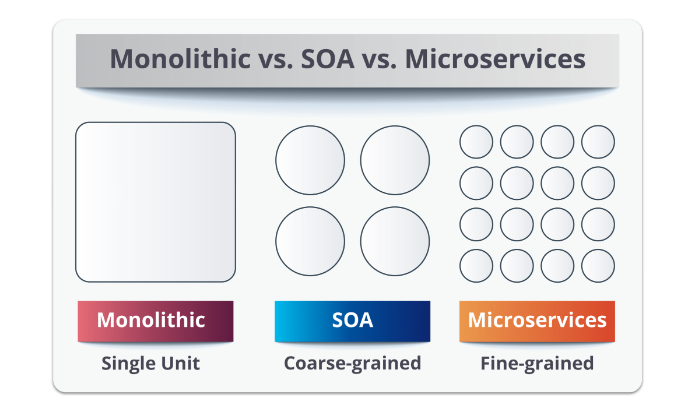 Monolithic vs. SOA vs. Microservices
Monolithic
SOA
Microservices
Single Unit
Coarse-grained
Fine-grained